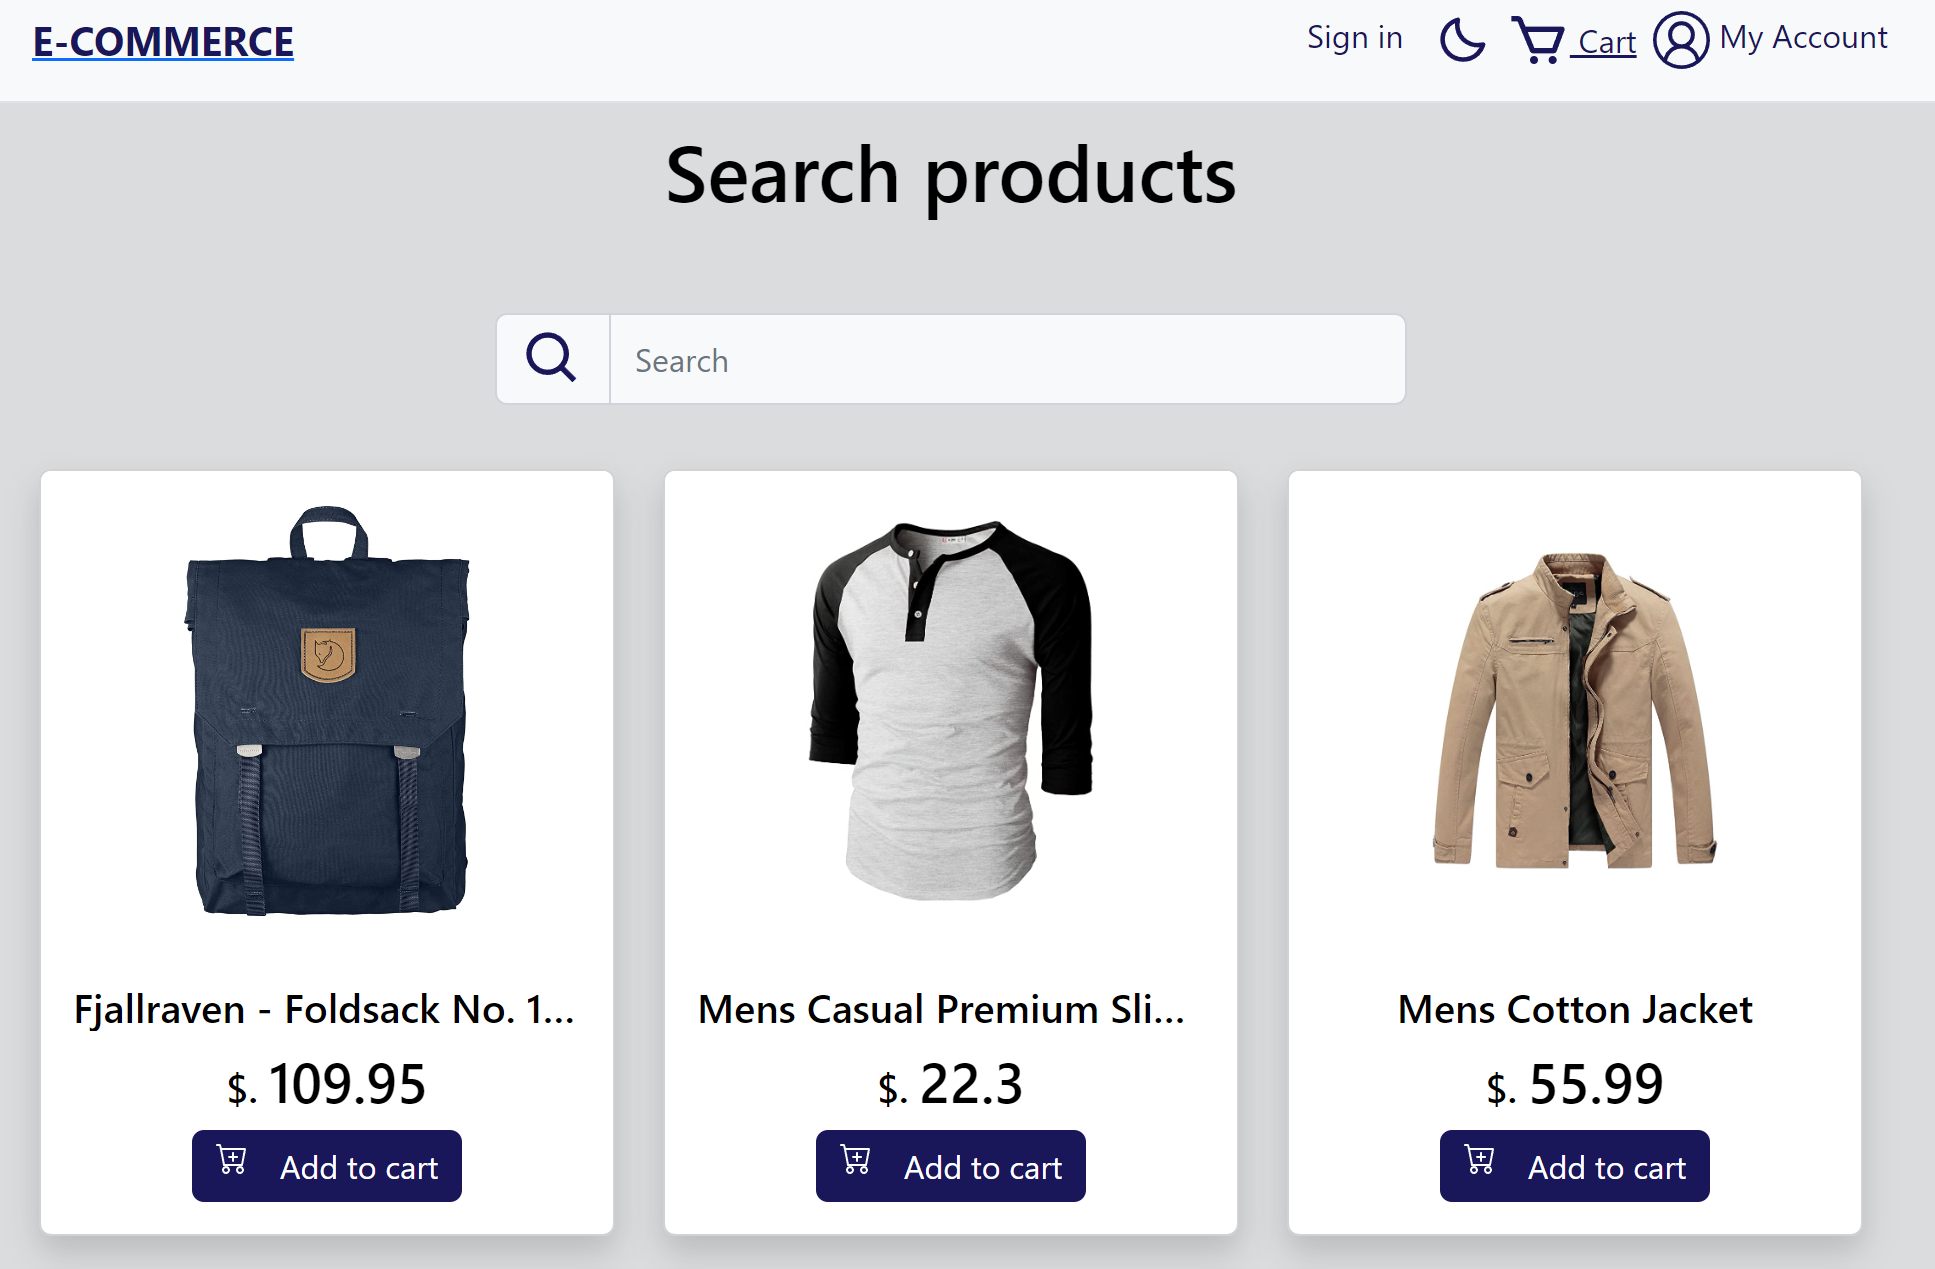 E-COMMERCE
Sign in
Cart
My Account
Search products
Search
Fjallraven - Foldsack No. 1...
$. 109.95
Add to cart
Mens Casual Premium Sli...
$. 22.3
Add to cart
Mens Cotton Jacket
$. 55.99
Add to cart